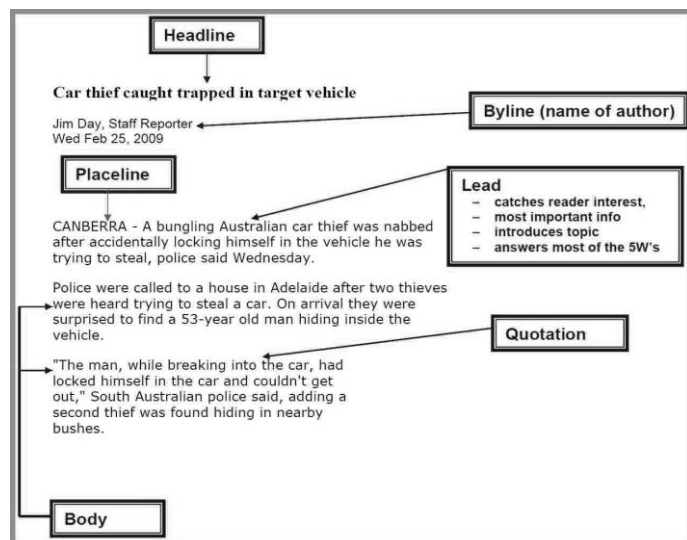 Headline
Car thief caught trapped in target vehicle
Jim Day, Staff Reporter
Wed Feb 25, 2009
Byline (name of author)
Placeline
Lead
– catches reader interest,
– most important info
– introduces topic
– answers most of the 5W's
CANBERRA - A bungling Australian car thief was nabbed
after accidentally locking himself in the vehicle he was
trying to steal, police said Wednesday.
Police were called to a house in Adelaide after two thieves
were heard trying to steal a car. On arrival they were
surprised to find a 53-year old man hiding inside the
vehicle.
Quotation
"The man, while breaking into the car, had
locked himself in the car and couldn't get
out," South Australian police said, adding a
second thief was found hiding in nearby
bushes.
Body